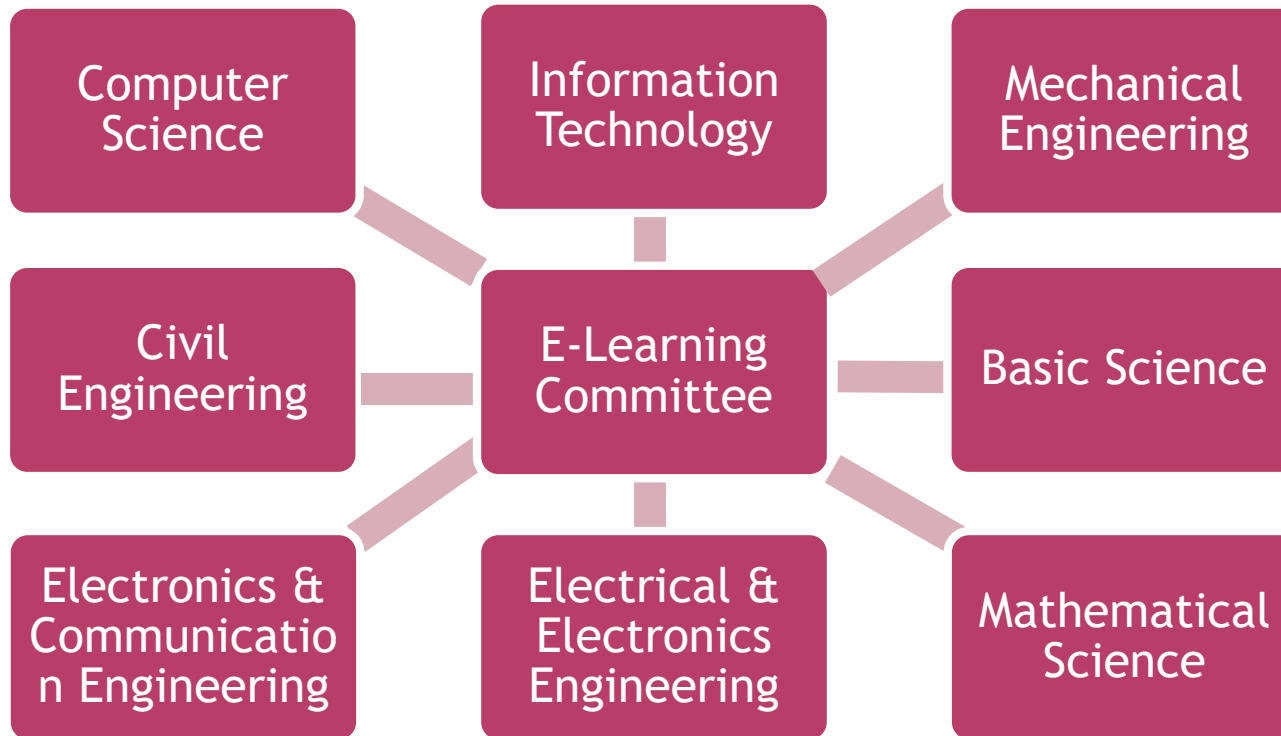 Computer
Science
Information
Technology
Mechanical
Engineering
Civil
Engineering
E-Learning
Committee
Basic Science
Electronics &
Communicatio
n Engineering
Electrical &
Electronics
Engineering
Mathematical
Science